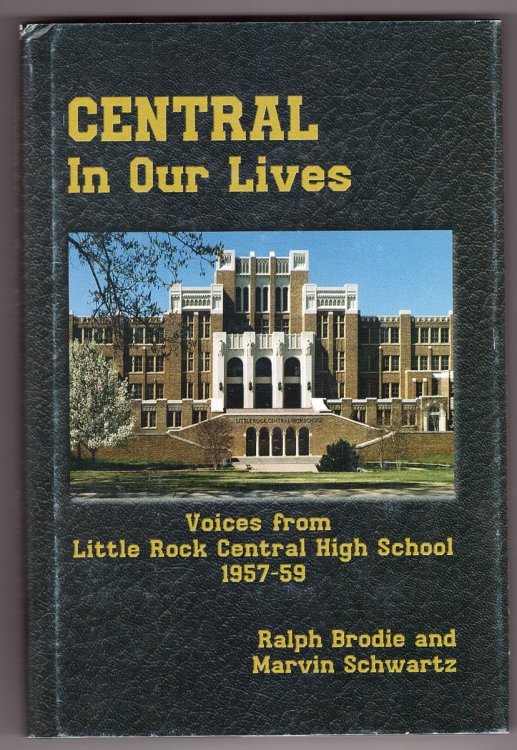 CENTRAL
In Our Lives
LITTLE ROCK CENTRAL HIGH SCHOOL
Voices from
Little Rock Central High School
1957-59
Ralph Brodie and
Marvin Schwartz